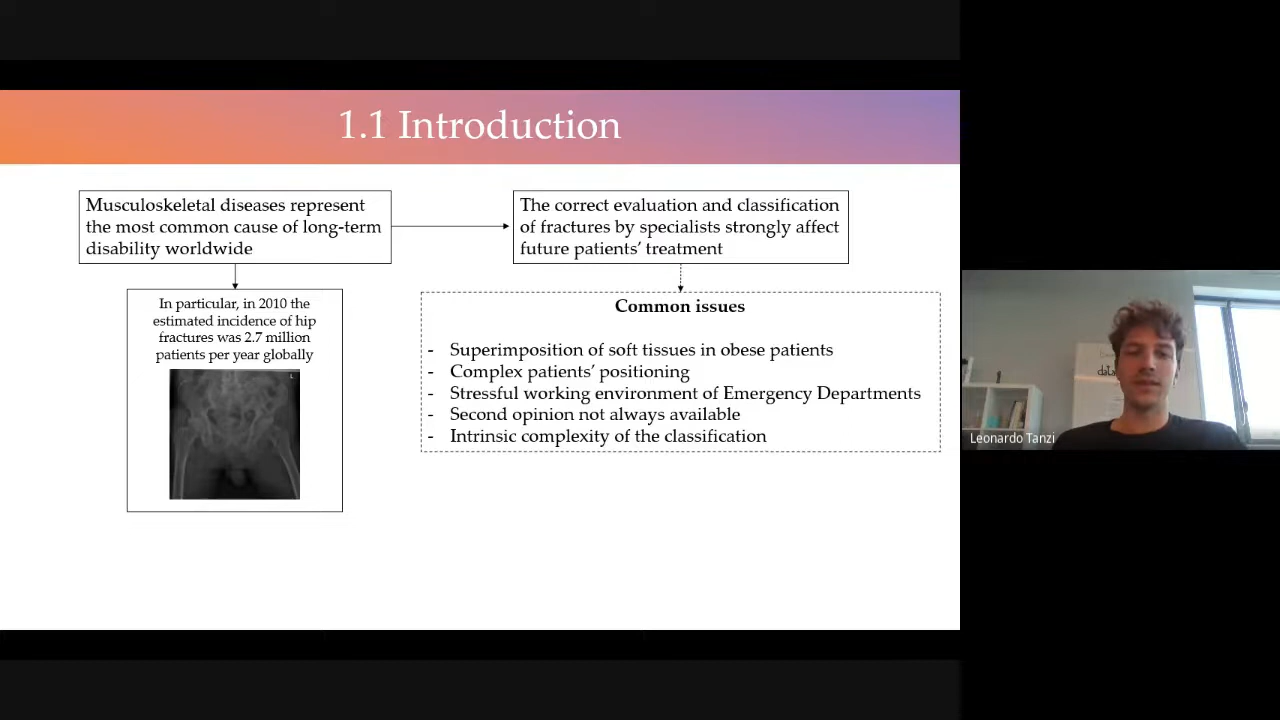 1.1 Introduction
Musculoskeletal diseases represent
the most common cause of long-term
disability worldwide
The correct evaluation and classification
of fractures by specialists strongly affect
future patients’ treatment
In particular, in 2010 the
estimated incidence of hip
fractures was 2.7 million
patients per year globally
L
Common issues
- Superimposition of soft tissues in obese patients
- Complex patients’ positioning
- Stressful working environment of Emergency Departments
- Second opinion not always available
- Intrinsic complexity of the classification
Leonardo Tanzi